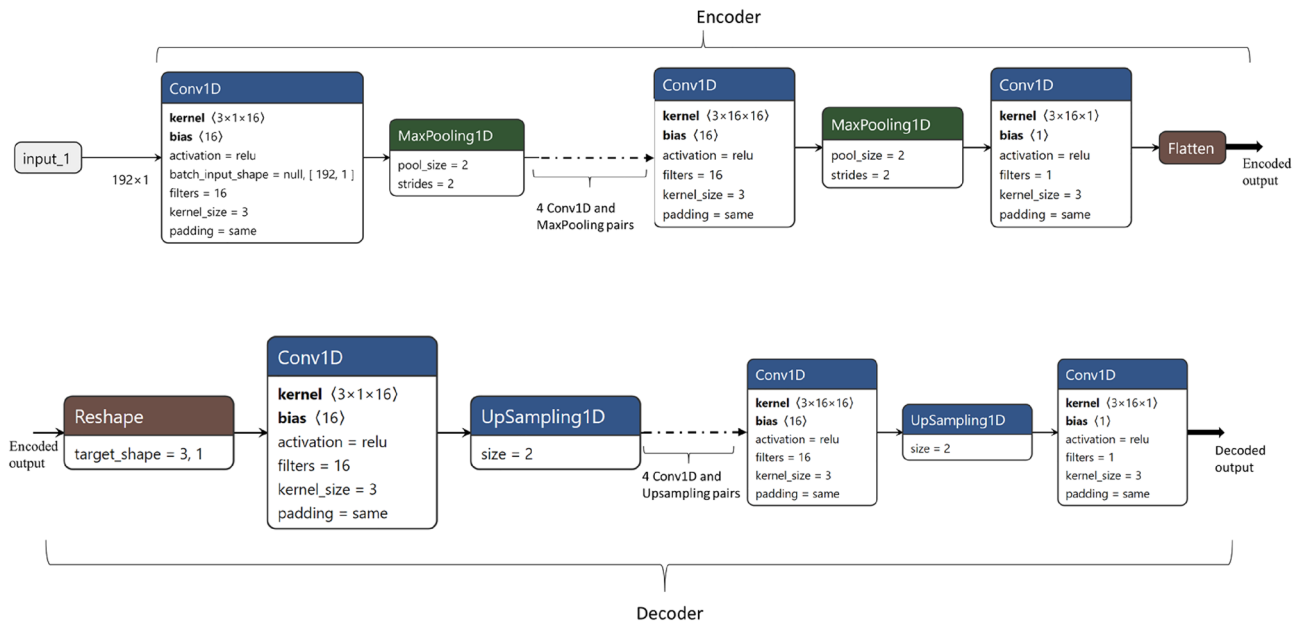 Encoder
input_1
192×1
Conv1D
kernel ⟨3×1×16⟩
bias ⟨16⟩
activation = relu
batch_input_shape = null, [ 192, 1 ]
filters = 16
kernel_size = 3
padding = same
MaxPooling1D
pool_size = 2
strides = 2
4 Conv1D and
MaxPooling pairs
Conv1D
kernel ⟨3×16×16⟩
bias ⟨16⟩
activation = relu
filters = 16
kernel_size = 3
padding = same
MaxPooling1D
pool_size = 2
strides = 2
Conv1D
kernel ⟨3×16×1⟩
bias ⟨1⟩
activation = relu
filters = 1
kernel_size = 3
padding = same
Flatten
Encoded
output
Encoded
output
Reshape
target_shape = 3, 1
Conv1D
kernel ⟨3×1×16⟩
bias ⟨16⟩
activation = relu
filters = 16
kernel_size = 3
padding = same
UpSampling1D
size = 2
4 Conv1D and
Upsampling pairs
Conv1D
kernel ⟨3×16×16⟩
bias ⟨16⟩
activation = relu
filters = 16
kernel_size = 3
padding = same
UpSampling1D
size = 2
Conv1D
kernel ⟨3×16×1⟩
bias ⟨1⟩
activation = relu
filters = 1
kernel_size = 3
padding = same
Decoded
output
Decoder